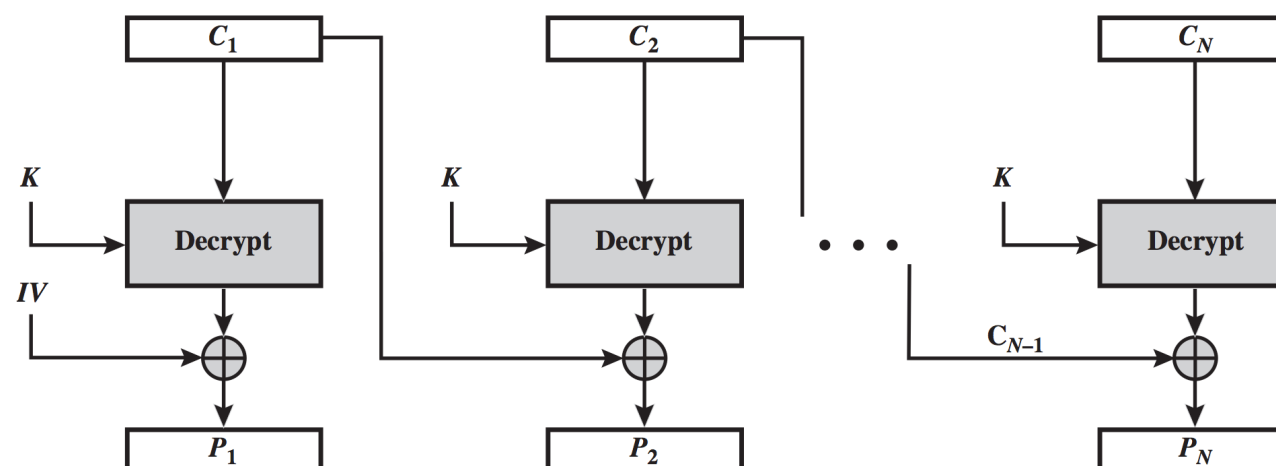 C1 C2 CN
K K K
Decrypt Decrypt Decrypt
IV
CN–1
P1 P2 PN